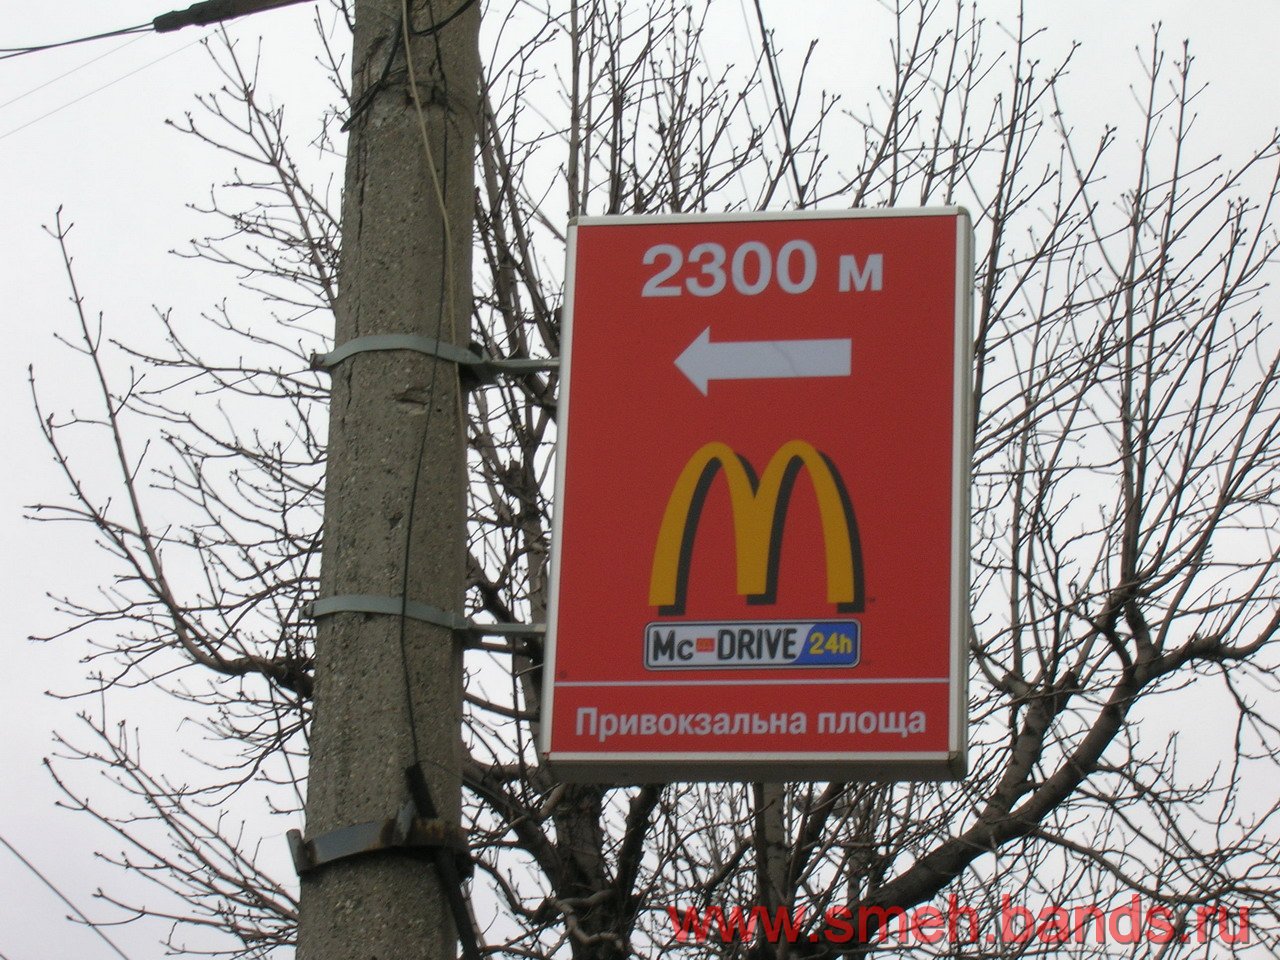 2300 м
Mc DRIVE 24h
Привокзальна площа
www.smeh.bands.ru